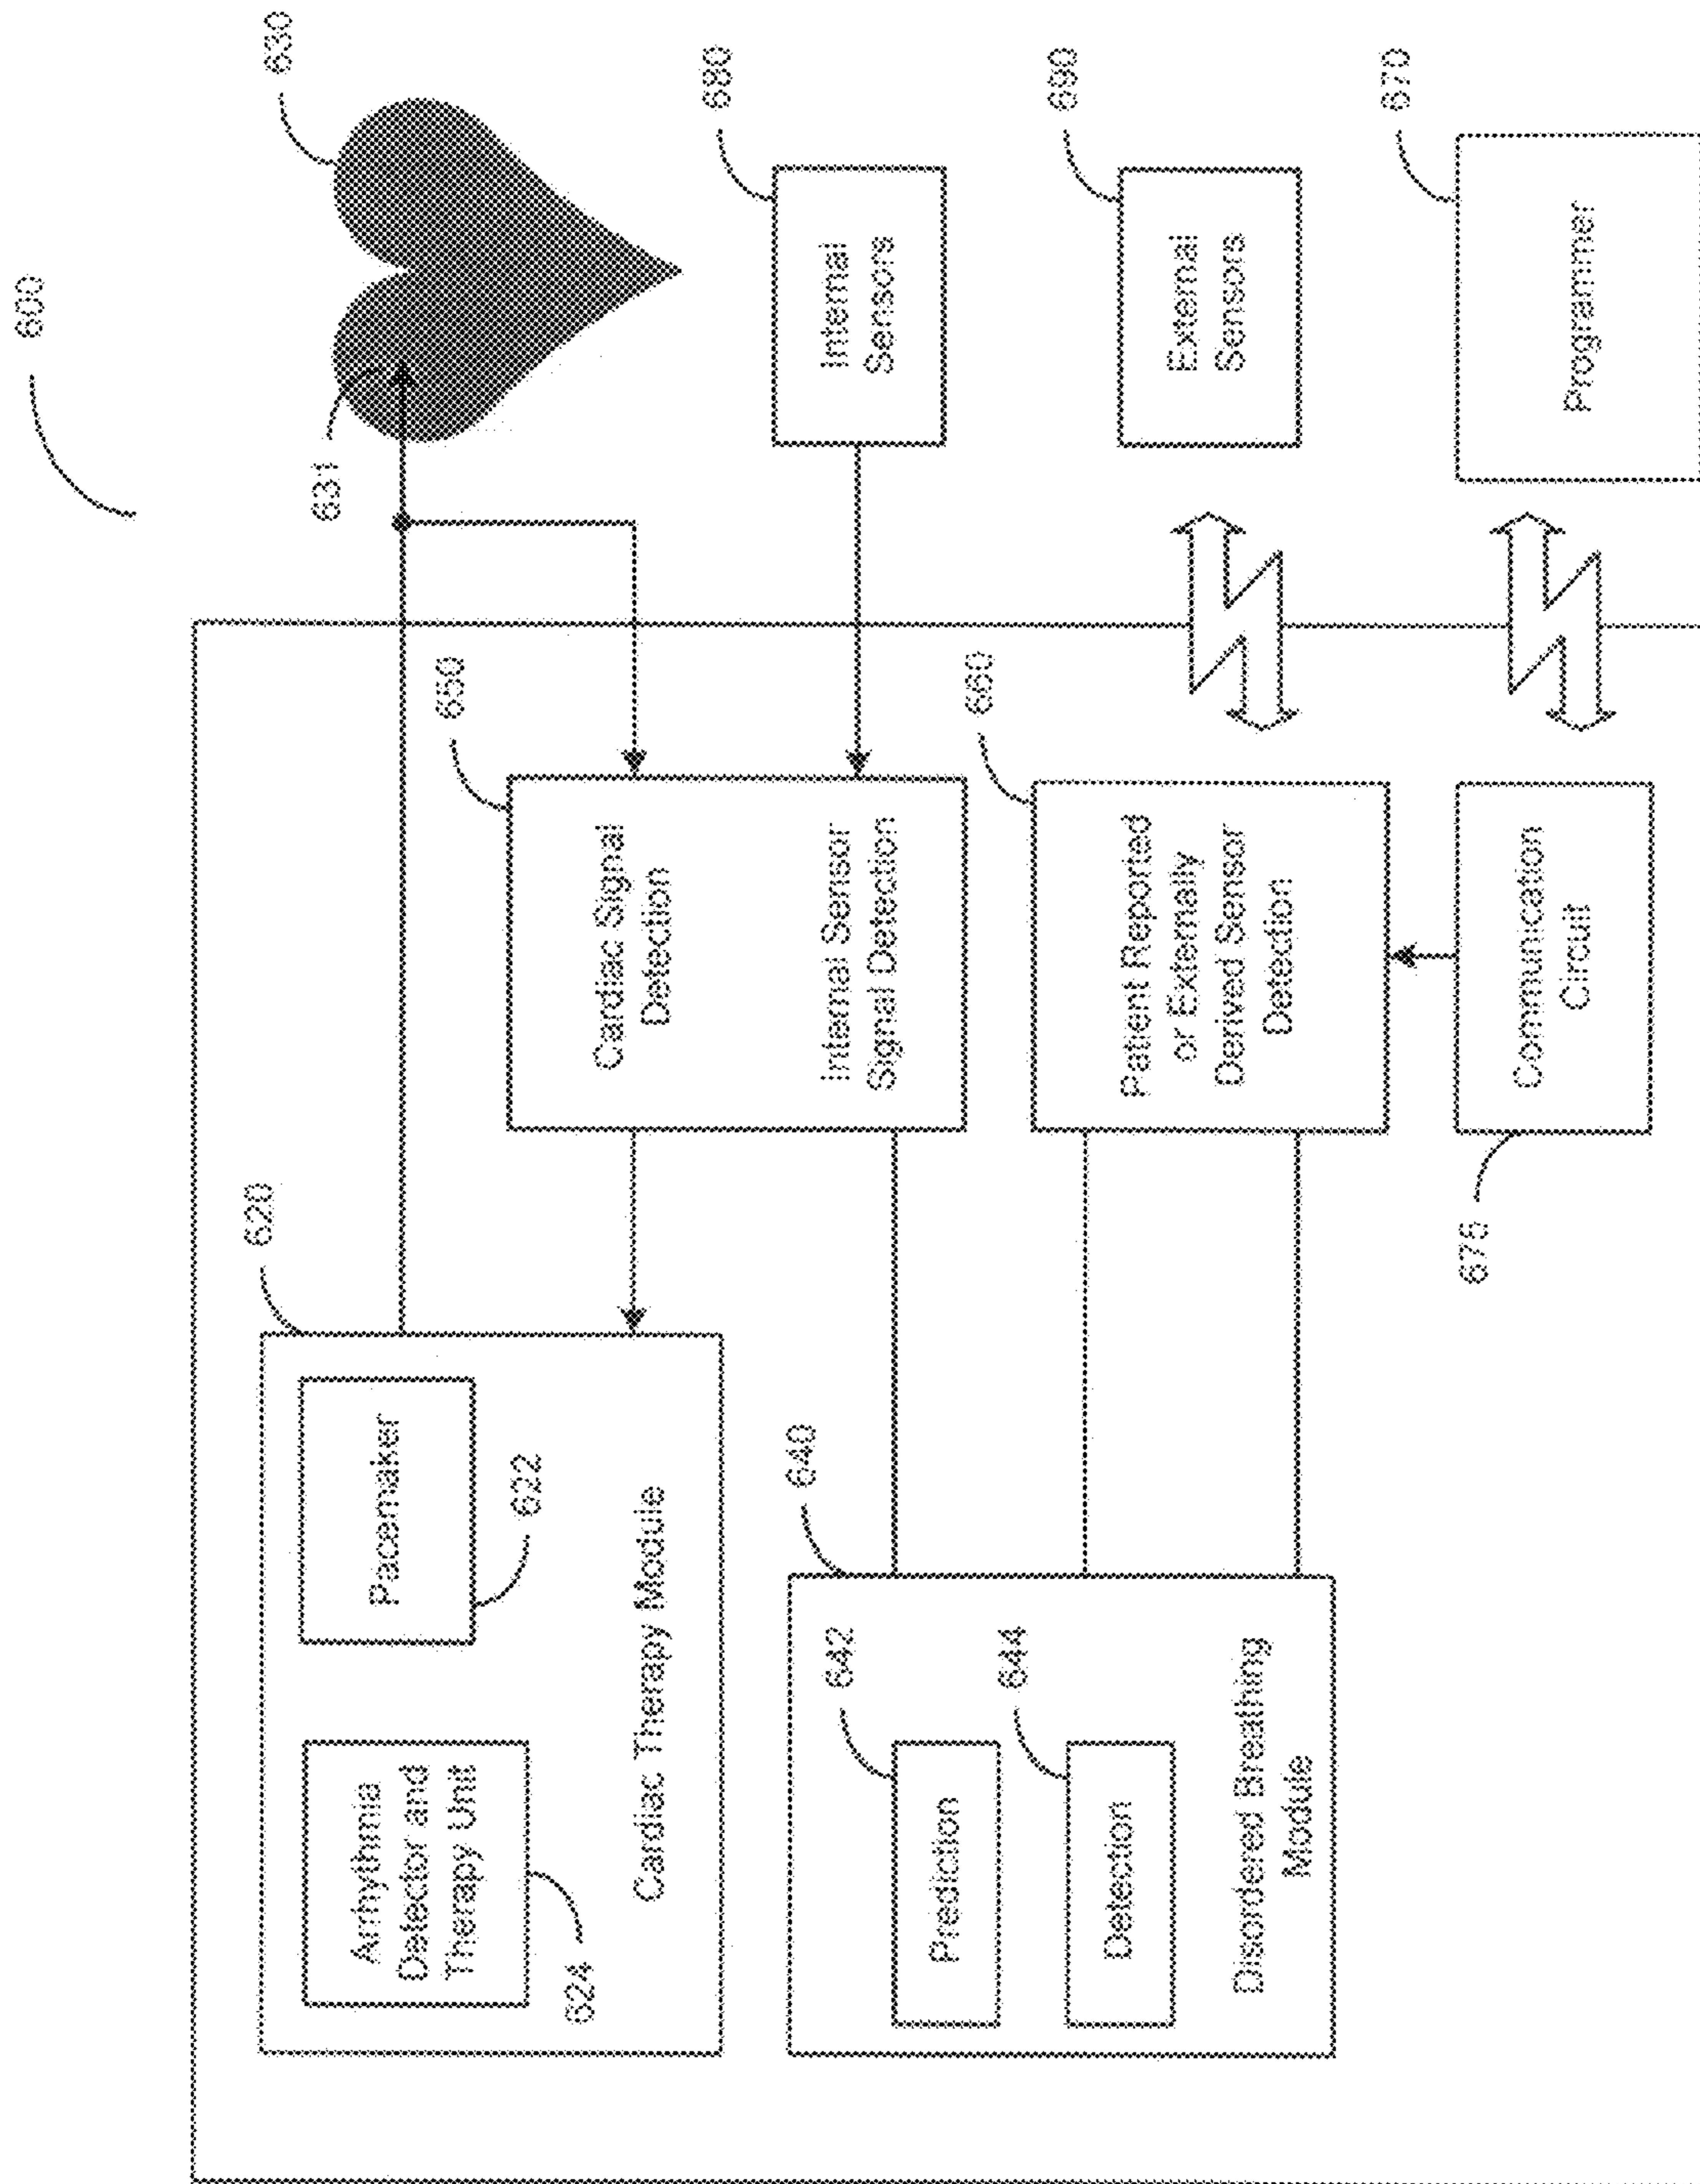 600
620
Arrhythmia
Detector and
Therapy Unit
624
Pacemaker
622
Cardiac Therapy Module
631
630
650
Cardiac Signal
Detection
Internal Sensor
Signal Detection
Internal
Sensors
680
640
Prediction
642
Detection
644
Disordered Breathing
Module
660
Patient Reported
or Externally
Derived Sensor
Detection
External
Sensors
690
675
Communication
Circuit
Programmer
670